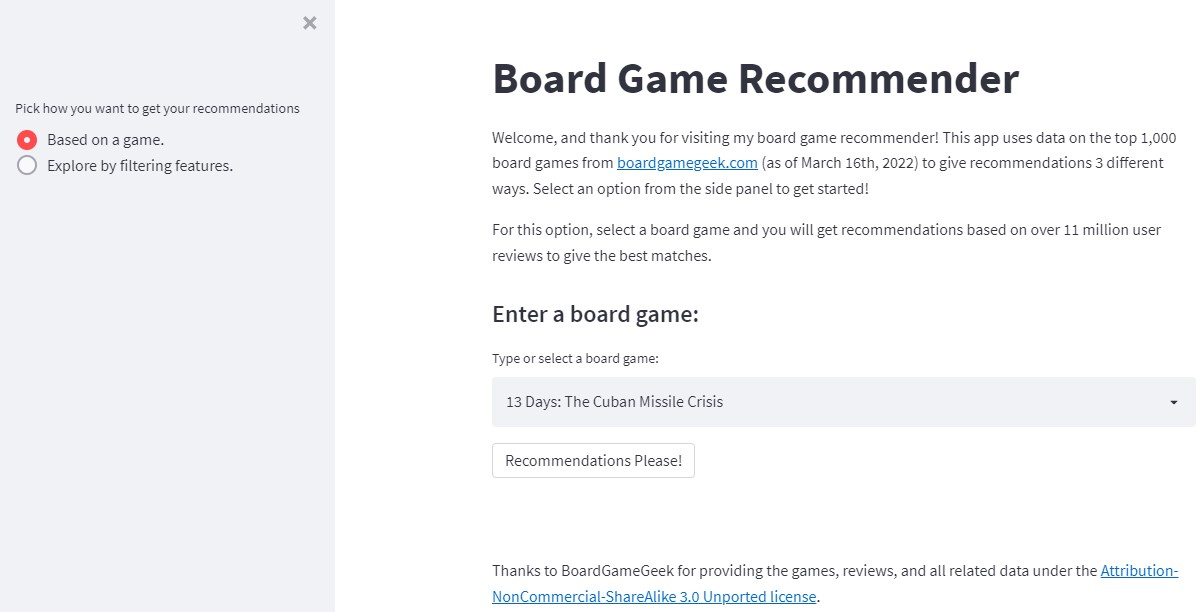 Pick how you want to get your recommendations
Based on a game.
Explore by filtering features.
Board Game Recommender
Welcome, and thank you for visiting my board game recommender! This app uses data on the top 1,000
board games from boardgamegeek.com (as of March 16th, 2022) to give recommendations 3 different
ways. Select an option from the side panel to get started!
For this option, select a board game and you will get recommendations based on over 11 million user
reviews to give the best matches.
Enter a board game:
Type or select a board game:
13 Days: The Cuban Missile Crisis
Recommendations Please!
Thanks to BoardGameGeek for providing the games, reviews, and all related data under the Attribution-
NonCommercial-ShareAlike 3.0 Unported license.